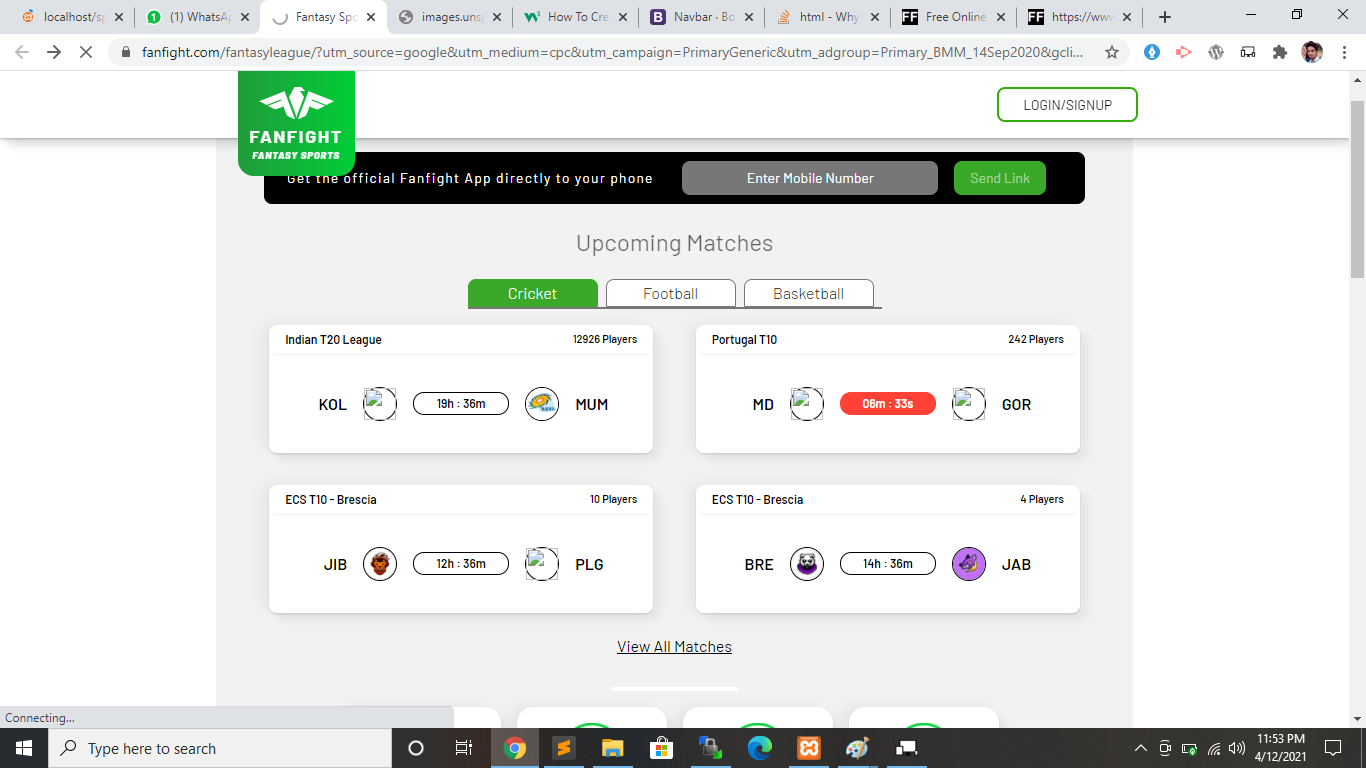 localhost/sp
(1) WhatsAp
Fantasy Spo
images.uns
How To Cre
Navbar · Bo
html - Why
Free Online
https://www
fanfight.com/fantasyleague/?utm_source=google&utm_medium=cpc&utm_campaign=PrimaryGeneric&utm_adgroup=Primary_BMM_14Sep2020&gcli...
FANFIGHT
FANTASY SPORTS
LOGIN/SIGNUP
Get the official Fanfight App directly to your phone
Enter Mobile Number
Send Link
Upcoming Matches
Cricket Football Basketball
Indian T20 League 12926 Players
KOL 19h : 36m MUM
Portugal T10 242 Players
MD 06m : 33s GOR
ECS T10 - Brescia 10 Players
JIB 12h : 36m PLG
ECS T10 - Brescia 4 Players
BRE 14h : 36m JAB
View All Matches
Connecting...
Type here to search
11:53 PM
4/12/2021